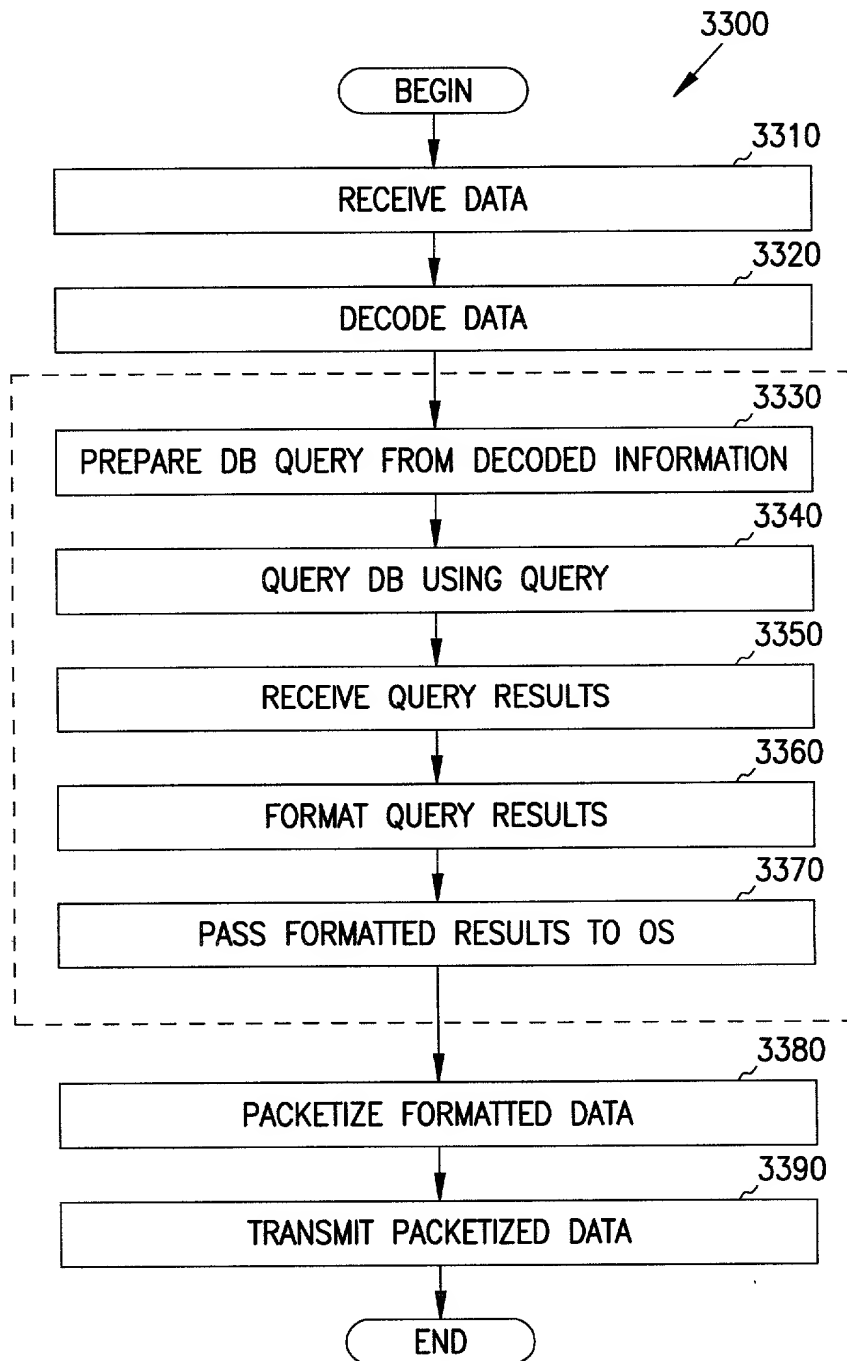 3300
BEGIN
3310
RECEIVE DATA
3320
DECODE DATA
3330
PREPARE DB QUERY FROM DECODED INFORMATION
3340
QUERY DB USING QUERY
3350
RECEIVE QUERY RESULTS
3360
FORMAT QUERY RESULTS
3370
PASS FORMATTED RESULTS TO OS
3380
PACKETIZE FORMATTED DATA
3390
TRANSMIT PACKETIZED DATA
END